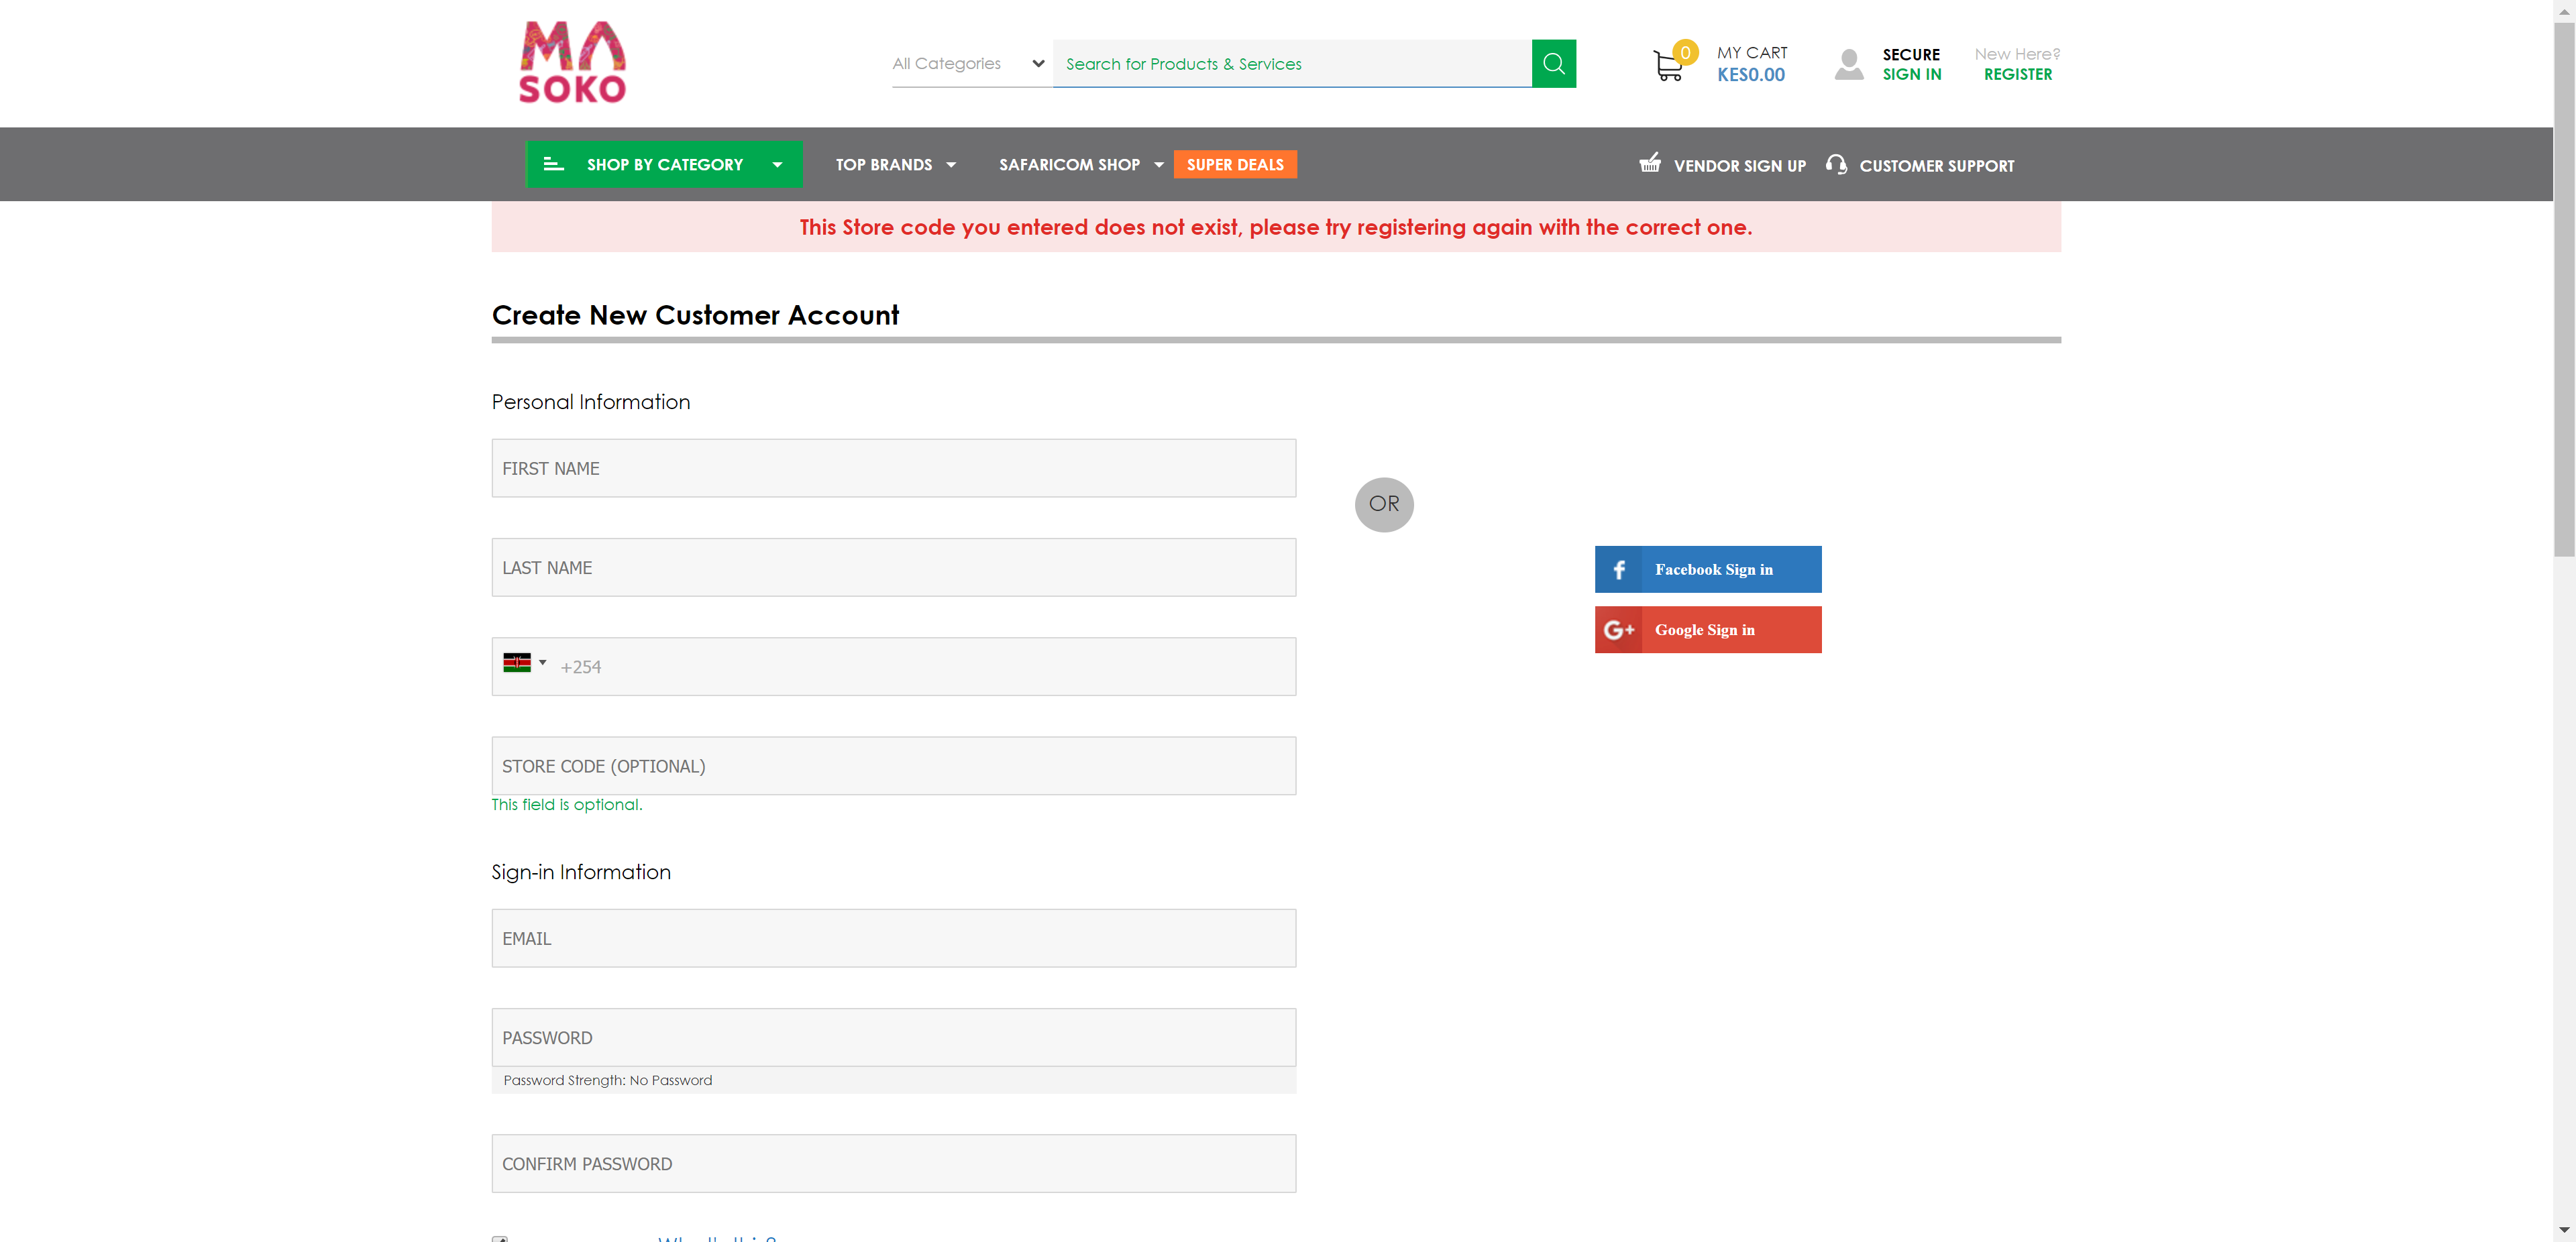 MA
SOKO
All Categories
Search for Products & Services
0
MY CART
KES0.00
SECURE
SIGN IN
New Here?
REGISTER
SHOP BY CATEGORY
TOP BRANDS
SAFARICOM SHOP
SUPER DEALS
VENDOR SIGN UP
CUSTOMER SUPPORT
This Store code you entered does not exist, please try registering again with the correct one.
Create New Customer Account
Personal Information
FIRST NAME
OR
LAST NAME
f Facebook Sign in
G+ Google Sign in
+254
STORE CODE (OPTIONAL)
This field is optional.
Sign-in Information
EMAIL
PASSWORD
Password Strength: No Password
CONFIRM PASSWORD